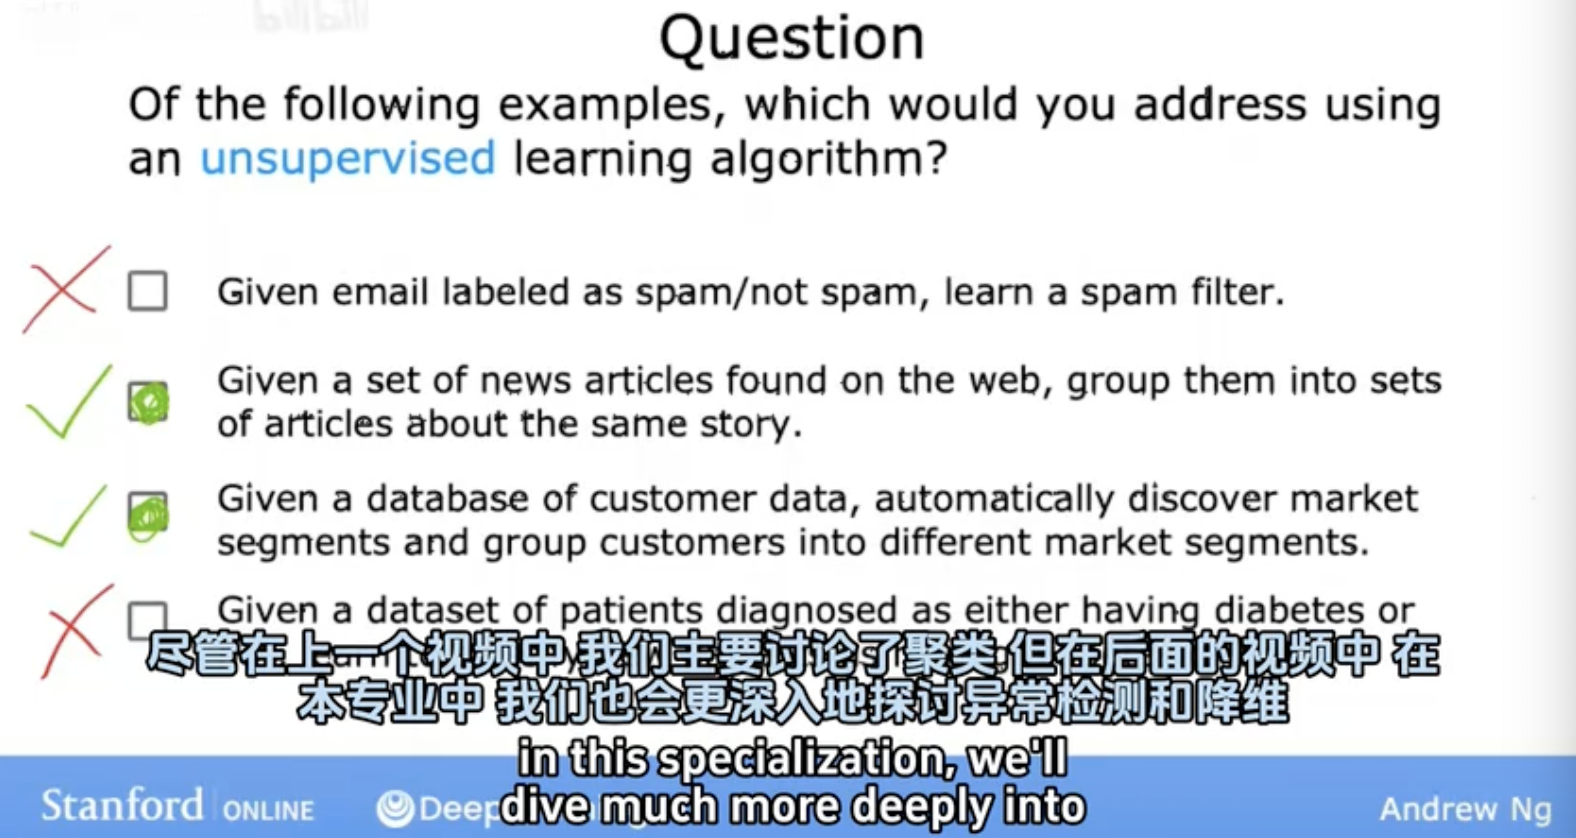 Question
Of the following examples, which would you address using
an unsupervised learning algorithm?
Given email labeled as spam/not spam, learn a spam filter.
Given a set of news articles found on the web, group them into sets
of articles about the same story.
Given a database of customer data, automatically discover market
segments and group customers into different market segments.
Given a dataset of patients diagnosed as either having diabetes or
尽管在上一个视频中 我们主要讨论了聚类 但在后面的视频中 在
本专业中 我们也会更深入地探讨异常检测和降维
in this specialization, we'll
dive much more deeply into
Stanford ONLINE
Andrew Ng